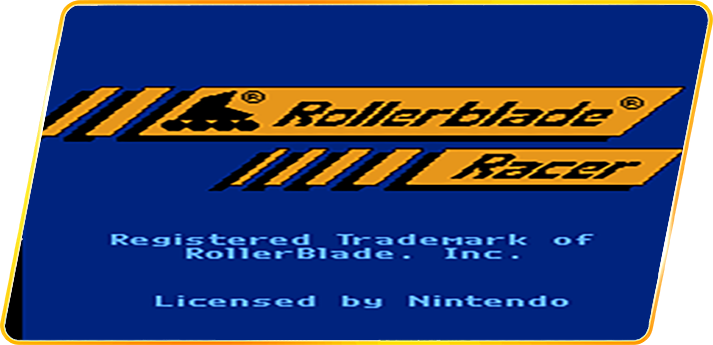 ® Rollerblade®
Racer
Registered Trademark of
RollerBlade. Inc.
Licensed by Nintendo